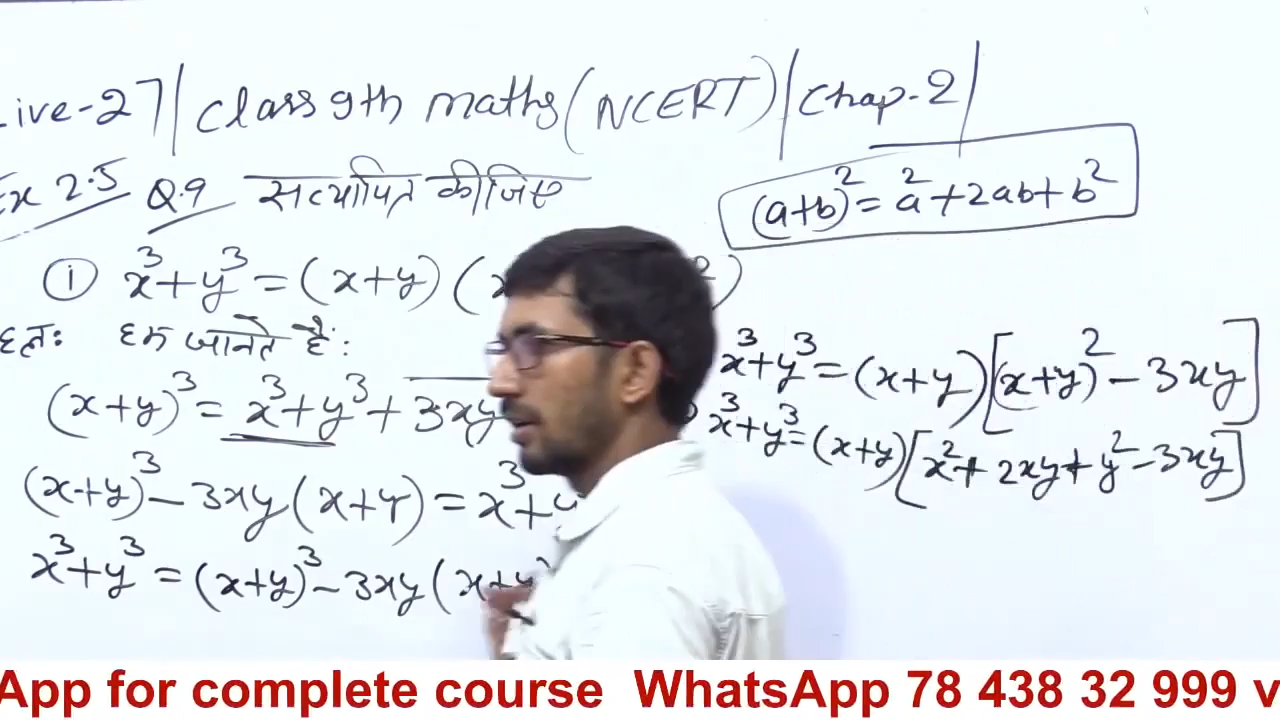 Live-27 | Class 9th maths (NCERT) | Chap-2 |
Ex 2.5 Q.9 सत्यापित कीजिए
(a+b)² = a² + 2ab + b²
(i) x³+y³ = (x+y) (x ²)
हलः हम जानते हैं:
(x+y)³ = x³+y³+3xy
(x+y)³ - 3xy(x+y) = x³+y
x³+y³ = (x+y)³ - 3xy(x+y)
x³+y³ = (x+y)[(x+y)² - 3xy]
x³+y³ = (x+y)[x²+2xy+y²-3xy]
App for complete course WhatsApp 78 438 32 999 v